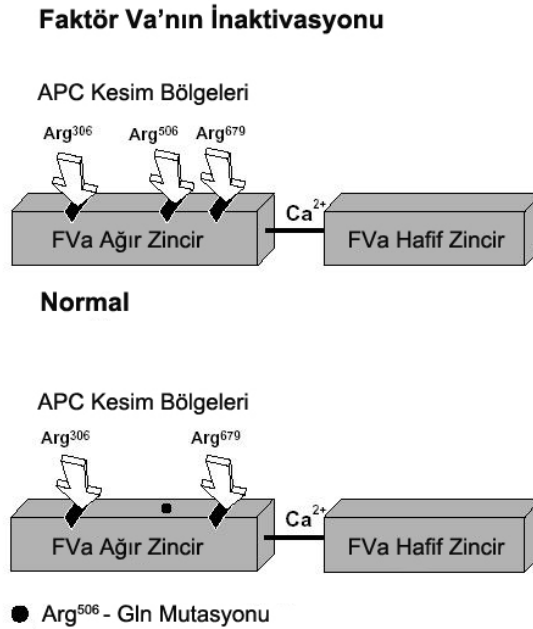 Faktör Va’nın İnaktivasyonu
APC Kesim Bölgeleri
Arg³⁰⁶ Arg⁵⁰⁶ Arg⁶⁷⁹
FVa Ağır Zincir Ca²⁺ FVa Hafif Zincir
Normal
APC Kesim Bölgeleri
Arg³⁰⁶ Arg⁶⁷⁹
FVa Ağır Zincir Ca²⁺ FVa Hafif Zincir
Arg⁵⁰⁶ - Gln Mutasyonu